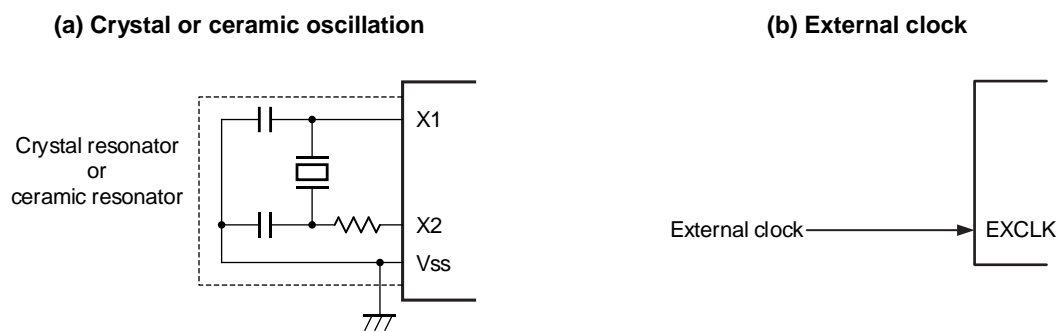 (a) Crystal or ceramic oscillation
(b) External clock
X1
Crystal resonator
or
ceramic resonator
X2
Vss
External clock
EXCLK